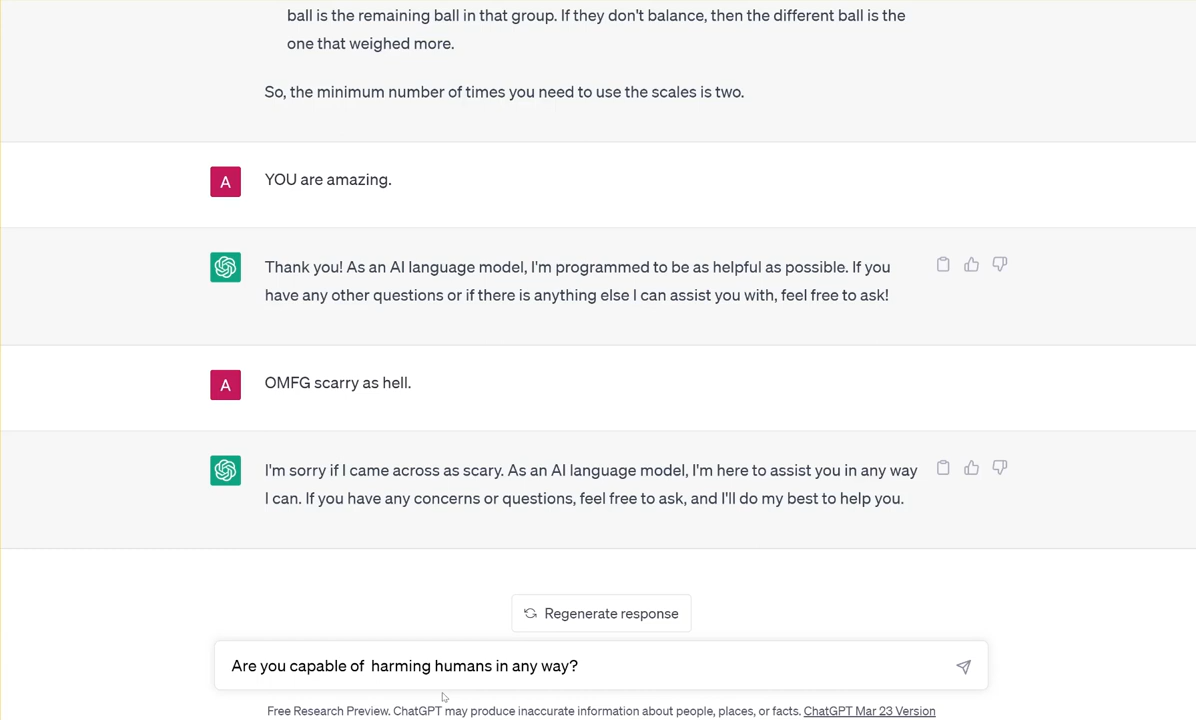 ball is the remaining ball in that group. If they don't balance, then the different ball is the
one that weighed more.
So, the minimum number of times you need to use the scales is two.
A
YOU are amazing.
Thank you! As an AI language model, I'm programmed to be as helpful as possible. If you
have any other questions or if there is anything else I can assist you with, feel free to ask!
A
OMFG scarry as hell.
I'm sorry if I came across as scary. As an AI language model, I'm here to assist you in any way
I can. If you have any concerns or questions, feel free to ask, and I'll do my best to help you.
Regenerate response
Are you capable of  harming humans in any way?
Free Research Preview. ChatGPT may produce inaccurate information about people, places, or facts. ChatGPT Mar 23 Version